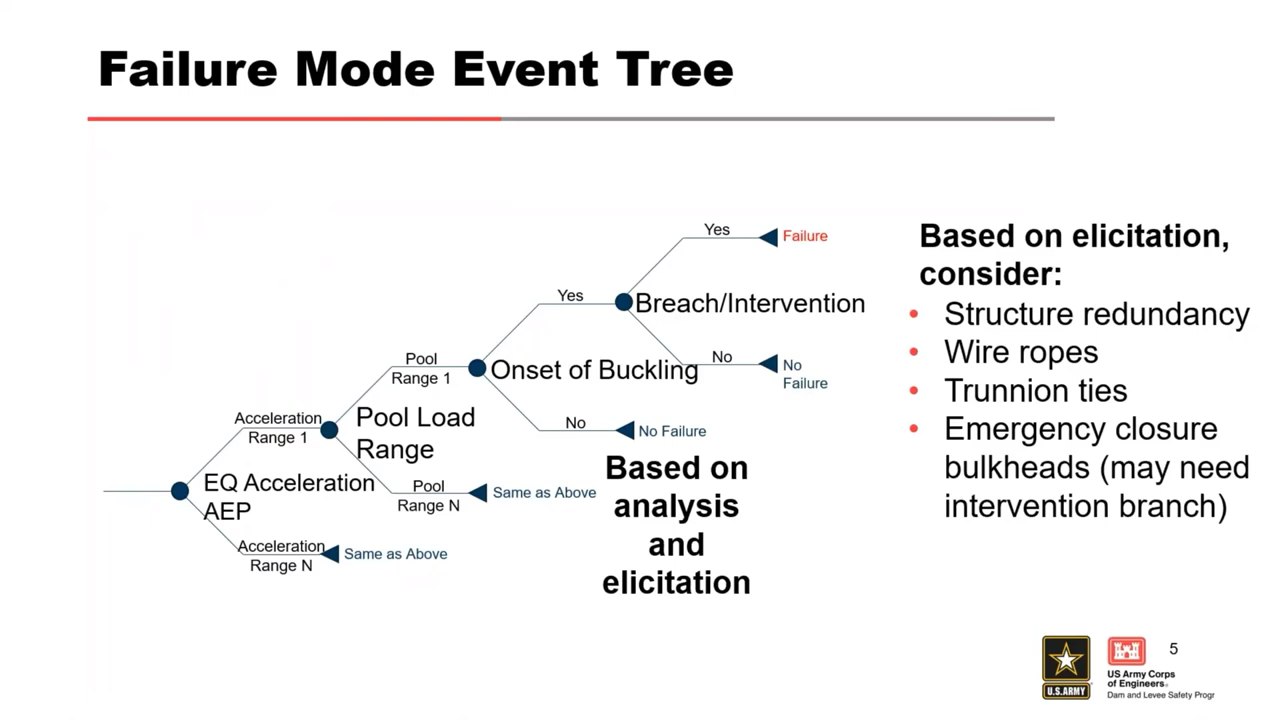 Failure Mode Event Tree
Yes
Failure
Breach/Intervention
Yes
No
No
Failure
Pool
Range 1
Onset of Buckling
No
No Failure
Acceleration
Range 1
Pool Load
Range
Pool
Range N
Same as Above
EQ Acceleration
AEP
Acceleration
Range N
Same as Above
Based on
analysis
and
elicitation
Based on elicitation,
consider:
• Structure redundancy
• Wire ropes
• Trunnion ties
• Emergency closure
bulkheads (may need
intervention branch)
U.S.ARMY
US Army Corps
of Engineers®
Dam and Levee Safety Progr
5